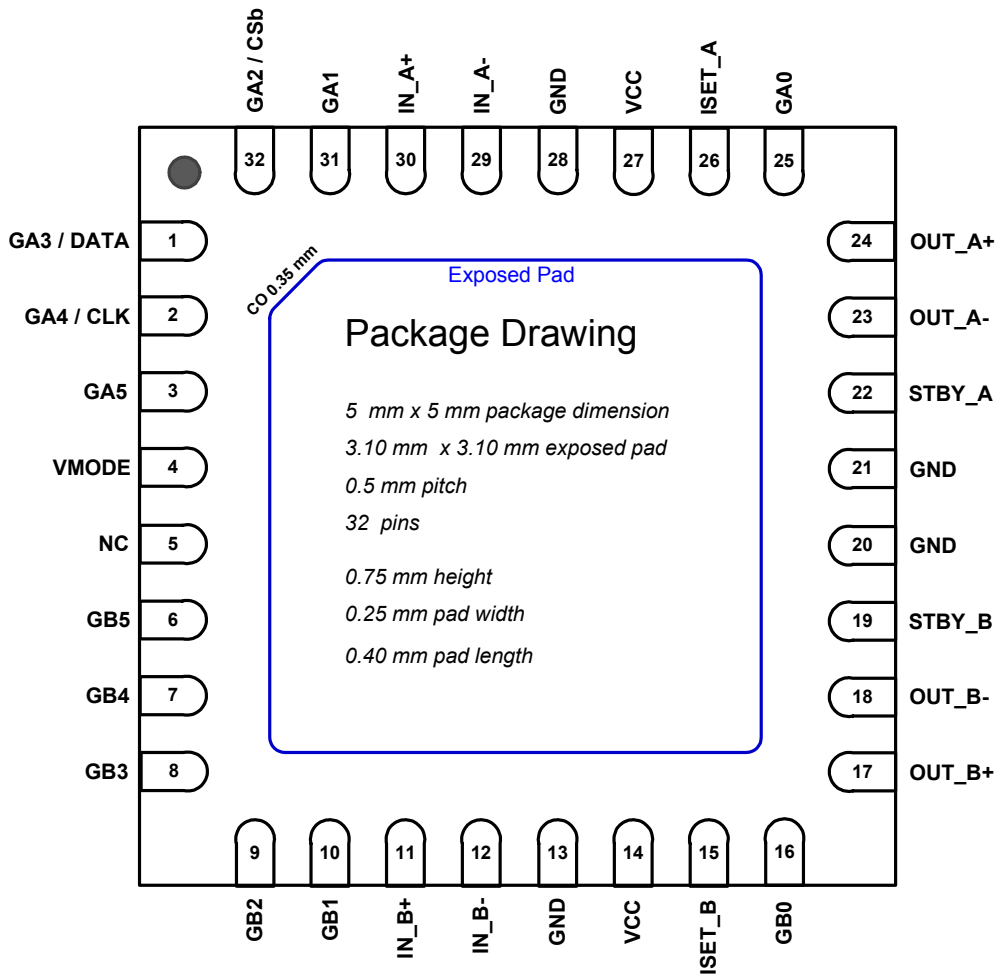 GA2 / CSb
GA1
IN_A+
IN_A-
GND
VCC
ISET_A
GA0
32
31
30
29
28
27
26
25
GA3 / DATA
1
GA4 / CLK
2
GA5
3
VMODE
4
NC
5
GB5
6
GB4
7
GB3
8
CO 0.35 mm
Exposed Pad
Package Drawing
5 mm x 5 mm package dimension
3.10 mm x 3.10 mm exposed pad
0.5 mm pitch
32 pins
0.75 mm height
0.25 mm pad width
0.40 mm pad length
24
OUT_A+
23
OUT_A-
22
STBY_A
21
GND
20
GND
19
STBY_B
18
OUT_B-
17
OUT_B+
9
10
11
12
13
14
15
16
GB2
GB1
IN_B+
IN_B-
GND
VCC
ISET_B
GB0